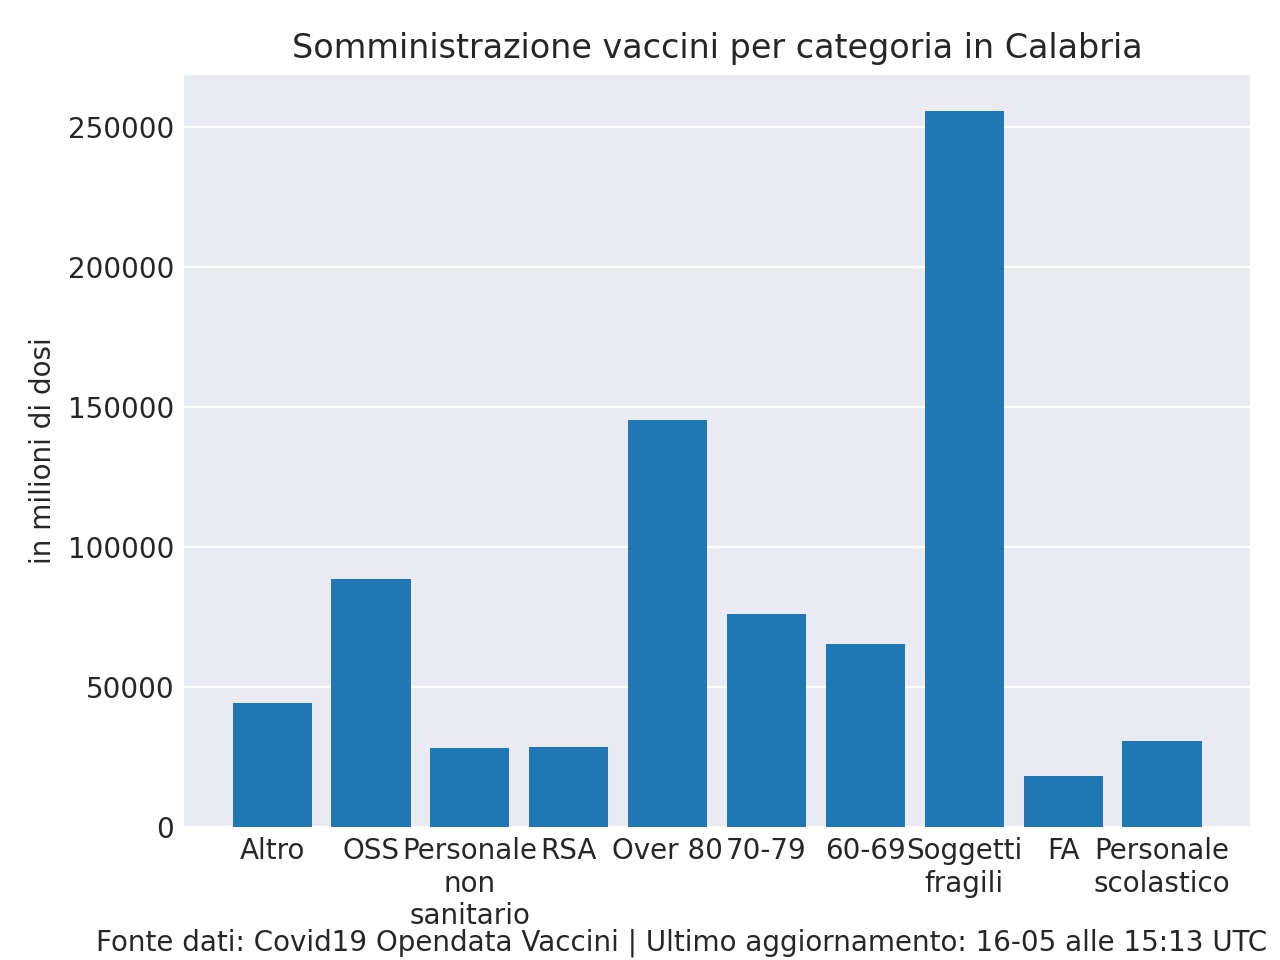 Somministrazione vaccini per categoria in Calabria
in milioni di dosi
250000
200000
150000
100000
50000
0
Altro
OSS
Personale
non
sanitario
RSA
Over 80
70-79
60-69
Soggetti
fragili
FA
Personale
scolastico
Fonte dati: Covid19 Opendata Vaccini | Ultimo aggiornamento: 16-05 alle 15:13 UTC